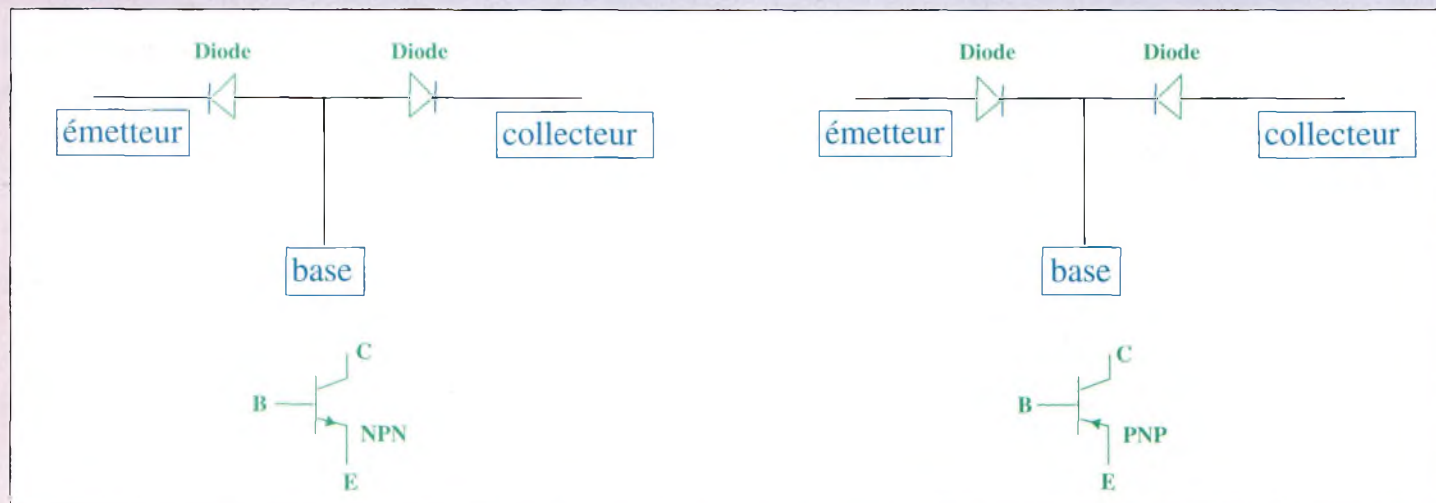 Diode Diode
émetteur collecteur
base
C
B
NPN
E
Diode Diode
émetteur collecteur
base
C
B
PNP
E